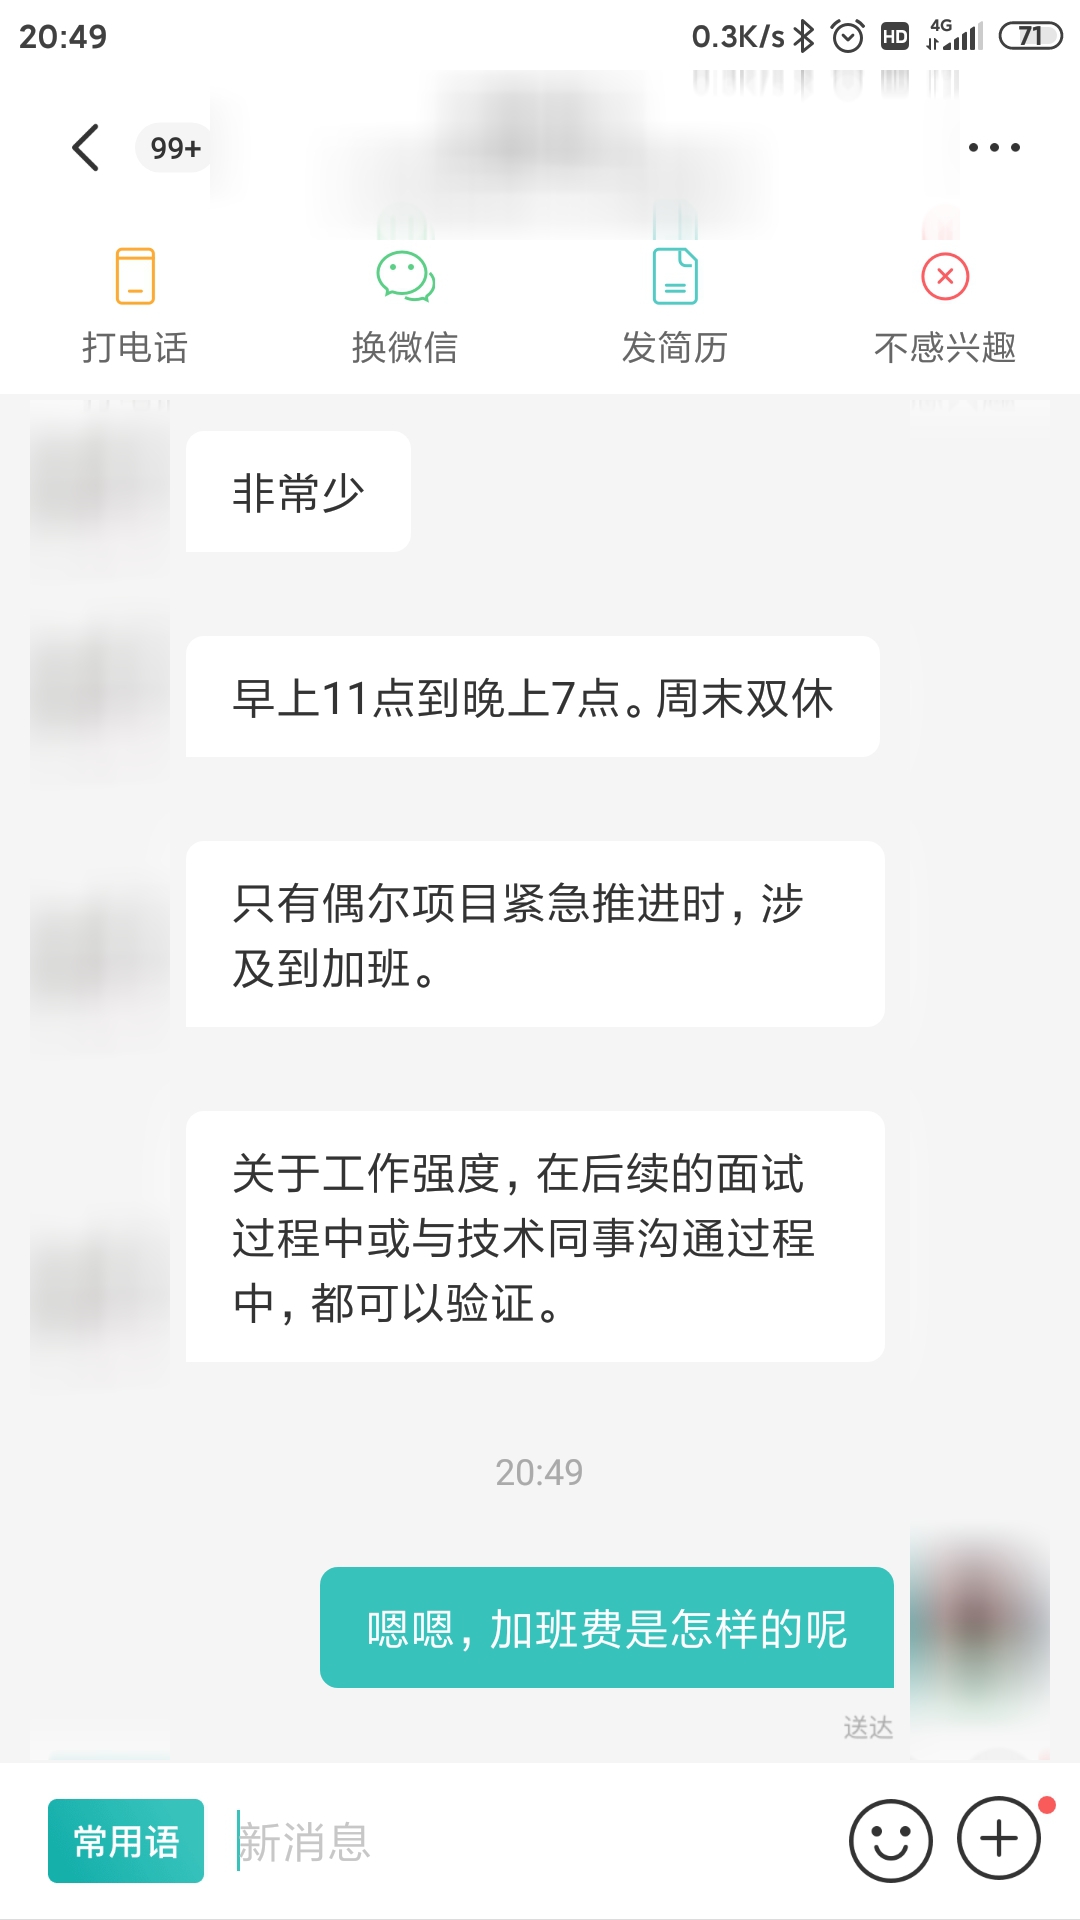 20:49
0.3K/s HD 4G 71
99+
打电话 换微信 发简历 不感兴趣
非常少
早上11点到晚上7点。周末双休
只有偶尔项目紧急推进时，涉
及到加班。
关于工作强度，在后续的面试
过程中或与技术同事沟通过程
中，都可以验证。
20:49
嗯嗯，加班费是怎样的呢
送达
常用语 新消息